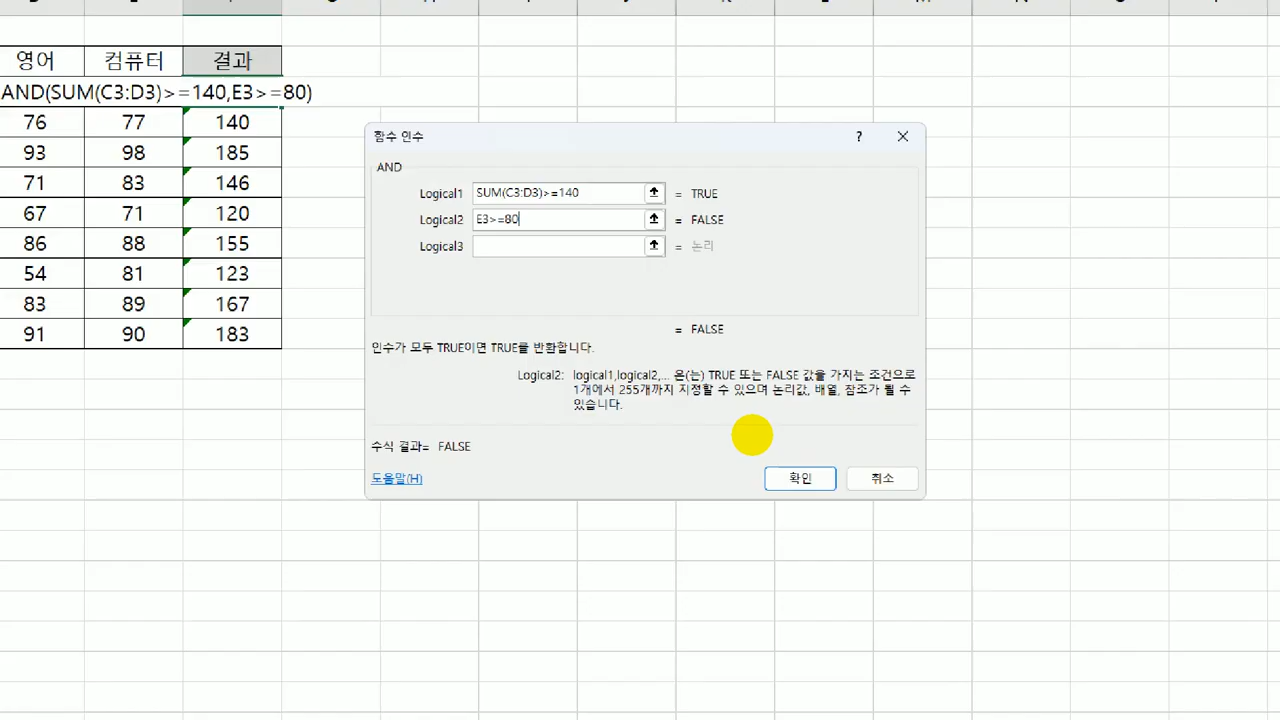 영어 컴퓨터 결과
AND(SUM(C3:D3)>=140,E3>=80)
76 77 140
93 98 185
71 83 146
67 71 120
86 88 155
54 81 123
83 89 167
91 90 183
함수 인수 ?
AND
Logical1 SUM(C3:D3)>=140 = TRUE
Logical2 E3>=80 = FALSE
Logical3 = 논리
= FALSE
인수가 모두 TRUE이면 TRUE를 반환합니다.
Logical2: logical1,logical2,... 은(는) TRUE 또는 FALSE 값을 가지는 조건으로
1개에서 255개까지 지정할 수 있으며 논리값, 배열, 참조가 될 수
있습니다.
수식 결과= FALSE
도움말(H) 확인 취소